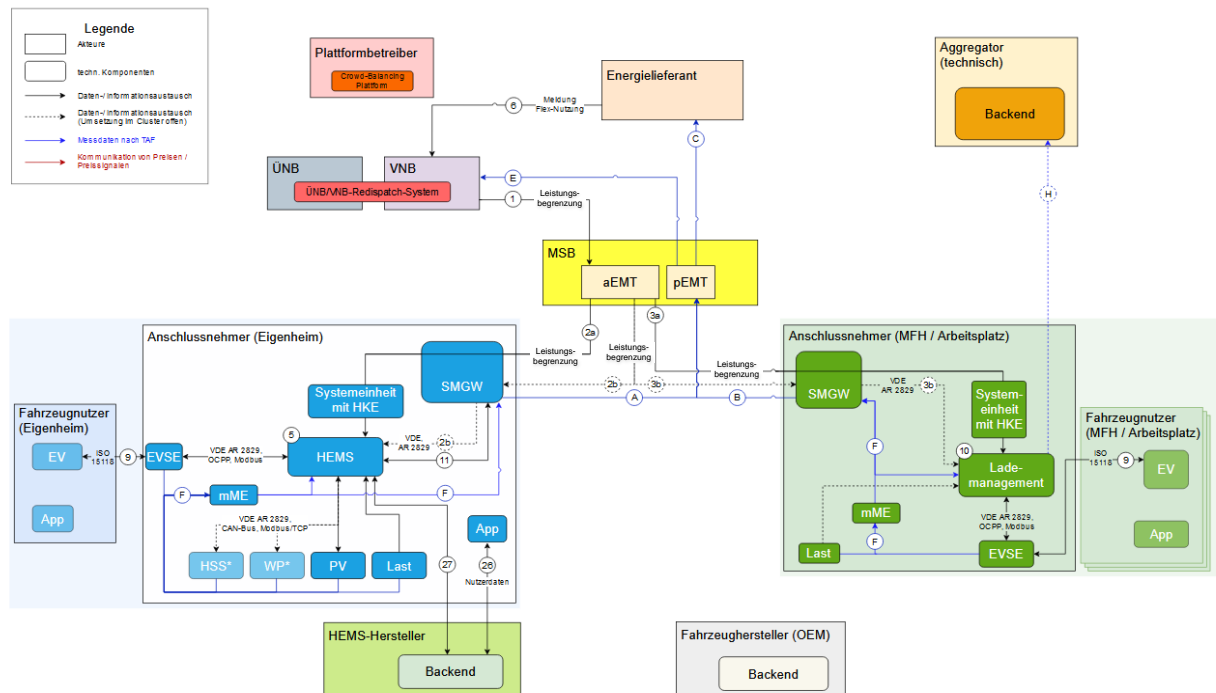 Legende
Akteure
techn. Komponenten
Daten-/ Informationsaustausch
Daten-/ Informationsaustausch
(Umsetzung im Cluster offen)
Messdaten nach TAF
Kommunikation von Preisen /
Preissignalen
Plattformbetreiber
Crowd-Balancing
Plattform
Energielieferant
Aggregator
(technisch)
Backend
6
Meldung
Flex-Nutzung
C
ÜNB
VNB
ÜNB/VNB-Redispatch-System
E
1
Leistungs-
begrenzung
H
MSB
aEMT
pEMT
2a
3a
Anschlussnehmer (Eigenheim)
Leistungs-
begrenzung
Leistungs-
begrenzung
Leistungs-
begrenzung
SMGW
2b
3b
A
B
Systemeinheit
mit HKE
5
HEMS
VDE,
AR 2829
2b
11
Fahrzeugnutzer
(Eigenheim)
EV
ISO
15118
9
EVSE
VDE AR 2829,
OCPP, Modbus
App
F
mME
F
VDE AR 2829,
CAN-Bus, Modbus/TCP
HSS*
WP*
PV
Last
App
27
26
Nutzerdaten
Anschlussnehmer (MFH / Arbeitsplatz)
SMGW
VDE
AR 2829
3b
System-
einheit
mit HKE
F
10
Lade-
management
mME
VDE AR 2829,
OCPP, Modbus
F
Last
EVSE
Fahrzeugnutzer
(MFH / Arbeitsplatz)
ISO
15118
9
EV
App
HEMS-Hersteller
Backend
Fahrzeughersteller (OEM)
Backend